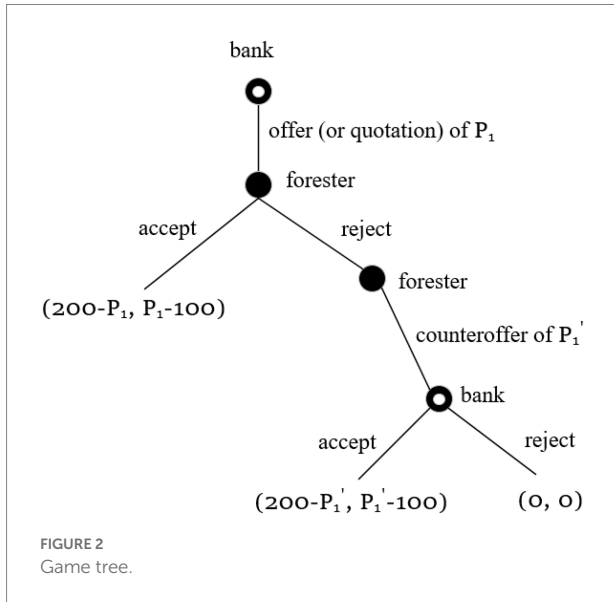 bank
offer (or quotation) of P₁
forester
accept
reject
(200-P₁, P₁-100)
forester
counteroffer of P₁'
bank
accept
reject
(200-P₁', P₁'-100)
(0, 0)
FIGURE 2
Game tree.